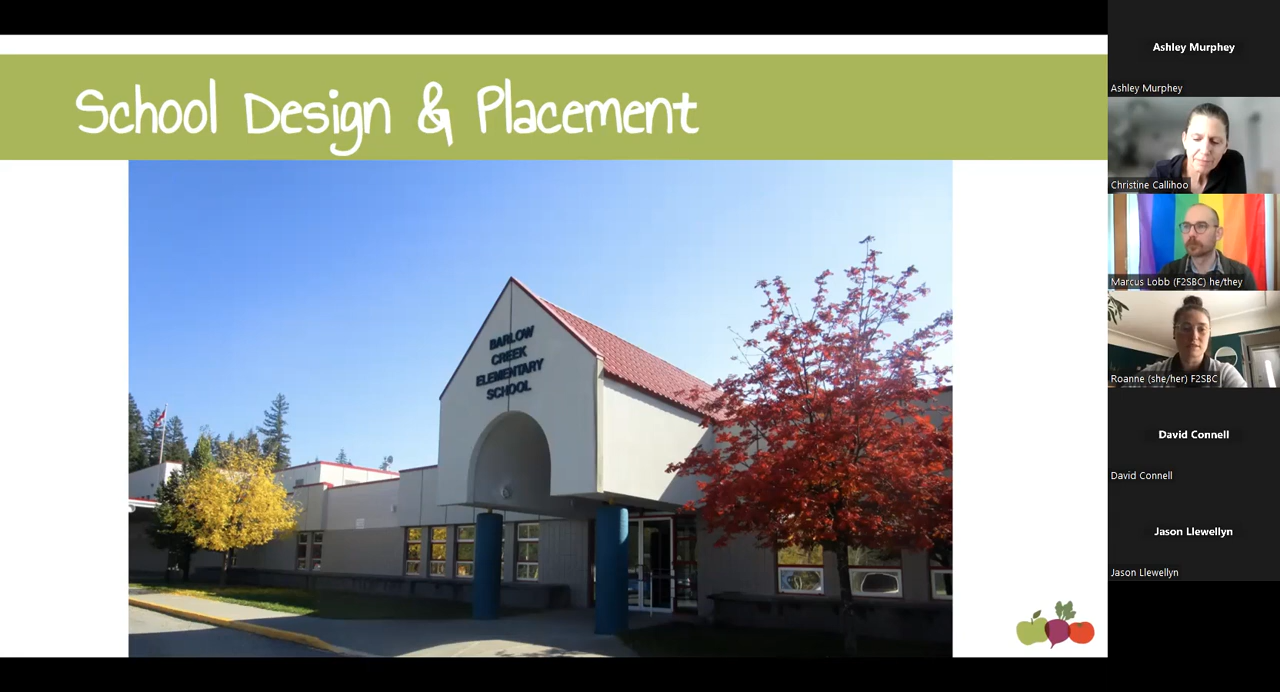 School Design & Placement
BARLOW
CREEK
ELEMENTARY
SCHOOL
Ashley Murphey
Ashley Murphey
Christine Callihoo
Marcus Lobb (F2SBC) he/they
Roanne (she/her) F2SBC
David Connell
David Connell
Jason Llewellyn
Jason Llewellyn